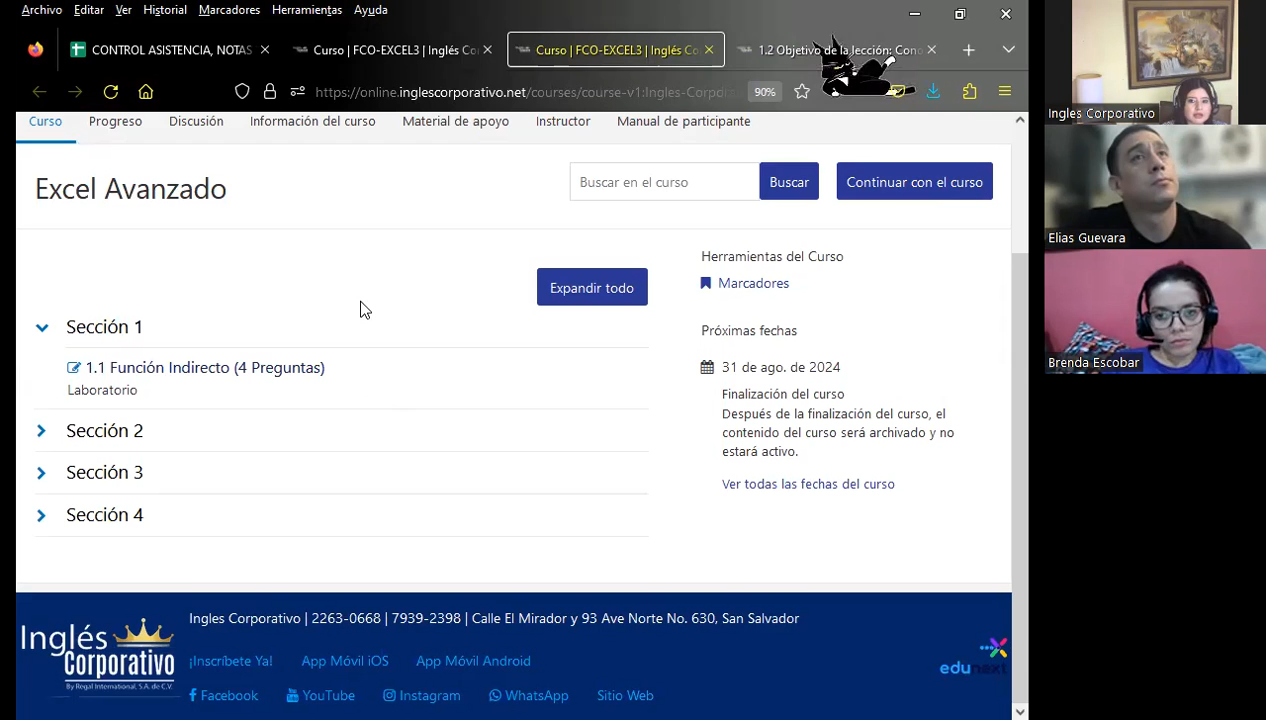 Archivo Editar Ver Historial Marcadores Herramientas Ayuda
CONTROL ASISTENCIA, NOTAS
Curso | FCO-EXCEL3 | Inglés Co
Curso | FCO-EXCEL3 | Inglés Co
1.2 Objetivo de la lección: Cono
https://online.inglescorporativo.net/courses/course-v1:Ingles-Corpora
90%
Curso Progreso Discusión Información del curso Material de apoyo Instructor Manual de participante
Excel Avanzado
Buscar en el curso
Buscar
Continuar con el curso
Expandir todo
Sección 1
1.1 Función Indirecto (4 Preguntas)
Laboratorio
Sección 2
Sección 3
Sección 4
Herramientas del Curso
Marcadores
Próximas fechas
31 de ago. de 2024
Finalización del curso
Después de la finalización del curso, el
contenido del curso será archivado y no
estará activo.
Ver todas las fechas del curso
Inglés
Corporativo
By Regal International, S.A. de C.V.
Ingles Corporativo | 2263-0668 | 7939-2398 | Calle El Mirador y 93 Ave Norte No. 630, San Salvador
¡Inscríbete Ya! App Móvil iOS App Móvil Android
Facebook YouTube Instagram WhatsApp Sitio Web
edunext
Ingles Corporativo
Elias Guevara
Brenda Escobar